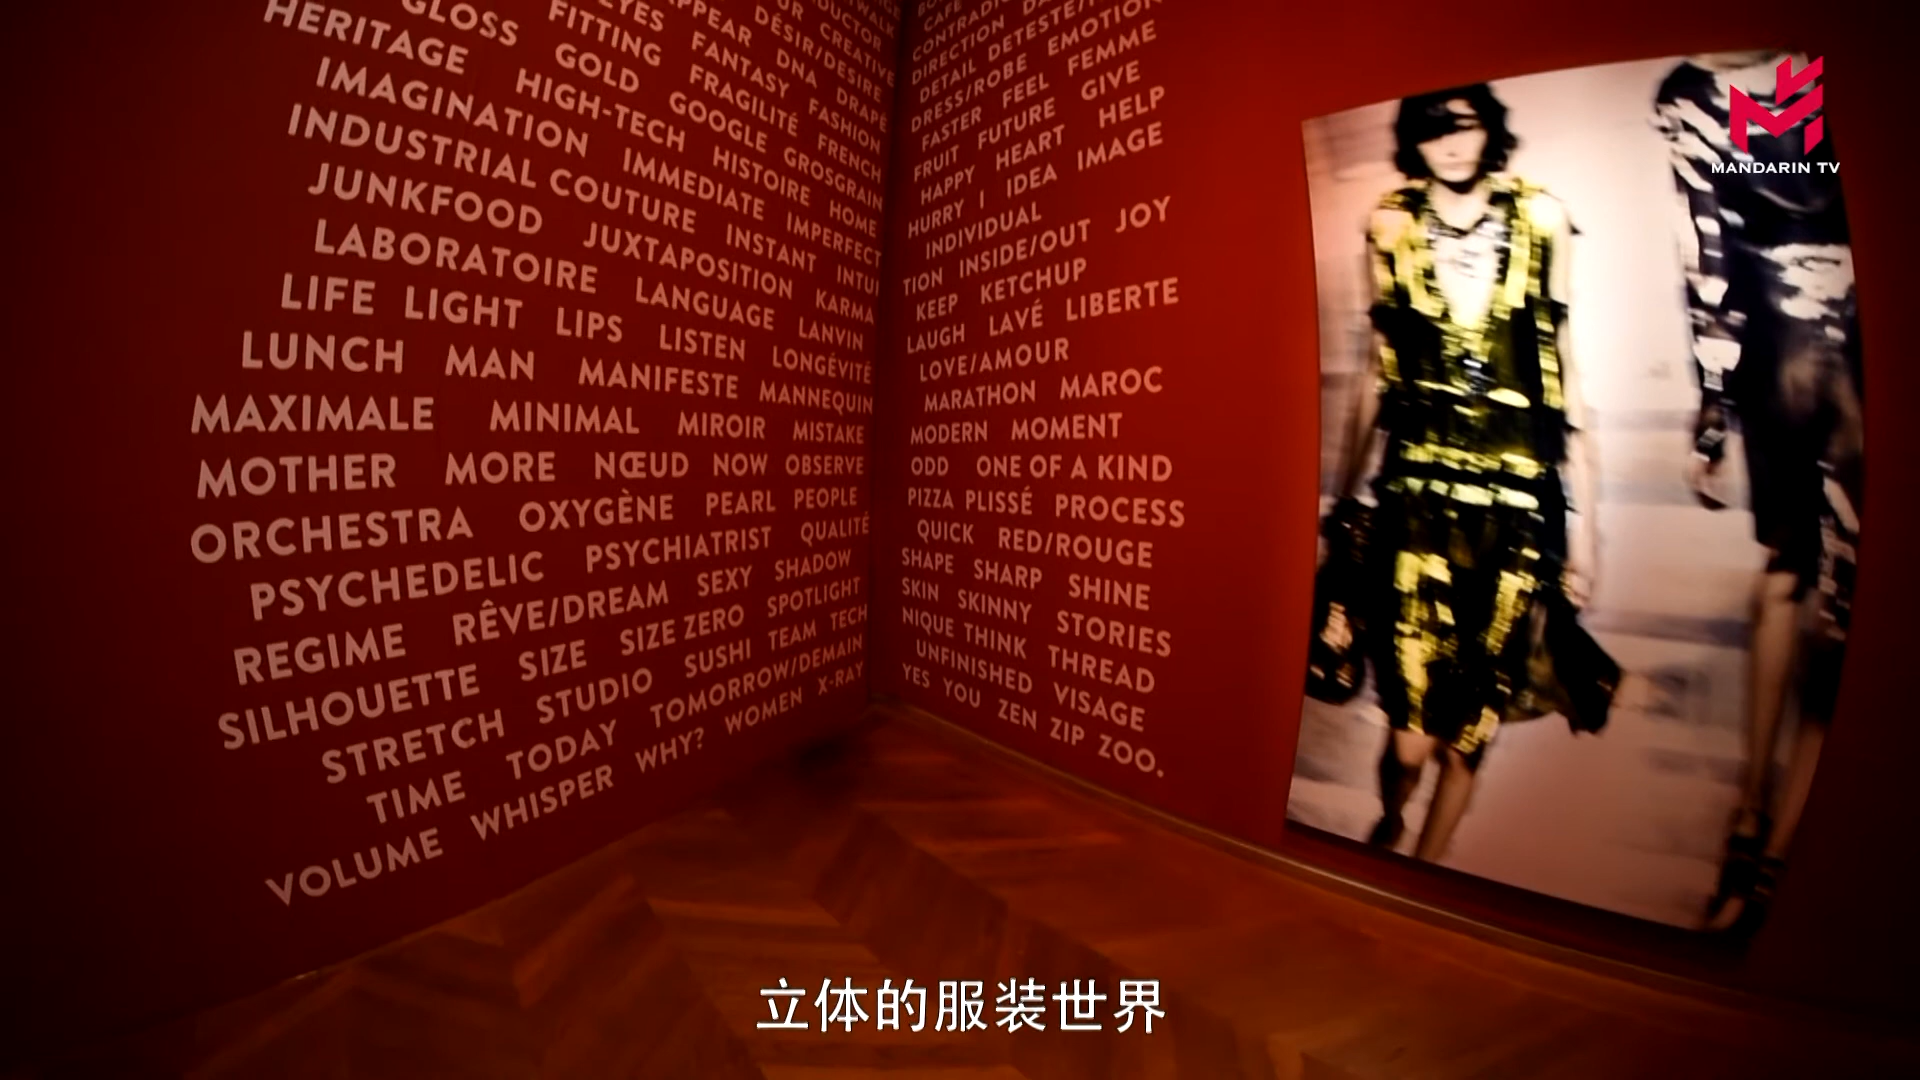 GLOSS FITTING EYES APPEAR
HERITAGE GOLD FANTASY DÉSIR/DESIRE
IMAGINATION HIGH-TECH GOOGLE FRAGILITÉ DNA CREATIVE
INDUSTRIAL COUTURE IMMEDIATE HISTOIRE GROSGRAIN FRENCH FASHION DRAPÉ
JUNKFOOD JUXTAPOSITION INSTANT IMPERFECT HOME
LABORATOIRE LANGUAGE KARMA
LIFE LIGHT LIPS LISTEN LANVIN
LUNCH MAN MANIFESTE LONGÉVITÉ
MAXIMALE MINIMAL MIROIR MANNEQUIN
MOTHER MORE NŒUD NOW MISTAKE OBSERVE
ORCHESTRA OXYGÈNE PEARL PEOPLE
PSYCHEDELIC PSYCHIATRIST QUALITÉ
REGIME RÊVE/DREAM SEXY SHADOW
SILHOUETTE SIZE SIZE ZERO SPOTLIGHT
STRETCH STUDIO SUSHI TEAM TECH
TIME TODAY TOMORROW/DEMAIN
VOLUME WHISPER WHY? WOMEN X-RAY
DIRECTION
DETAIL DETESTE/ EMOTION
DRESS/ROBE FEMME
FASTER FEEL GIVE
FRUIT FUTURE HELP
HAPPY HEART IMAGE
HURRY I IDEA
INDIVIDUAL JOY
TION INSIDE/OUT
KEEP KETCHUP
LAUGH LAVÉ LIBERTE
LOVE/AMOUR
MARATHON MAROC
MODERN MOMENT
ODD ONE OF A KIND
PIZZA PLISSÉ PROCESS
QUICK RED/ROUGE
SHAPE SHARP SHINE
SKIN SKINNY STORIES
NIQUE THINK THREAD
UNFINISHED VISAGE
YES YOU ZEN ZIP ZOO.
MANDARIN TV
立体的服装世界